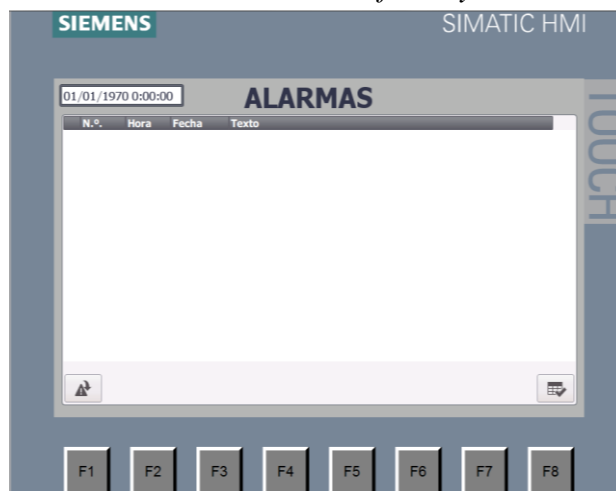 SIEMENS
SIMATIC HMI
TOUCH
01/01/1970 0:00:00
ALARMAS
N.º. Hora Fecha Texto
F1 F2 F3 F4 F5 F6 F7 F8